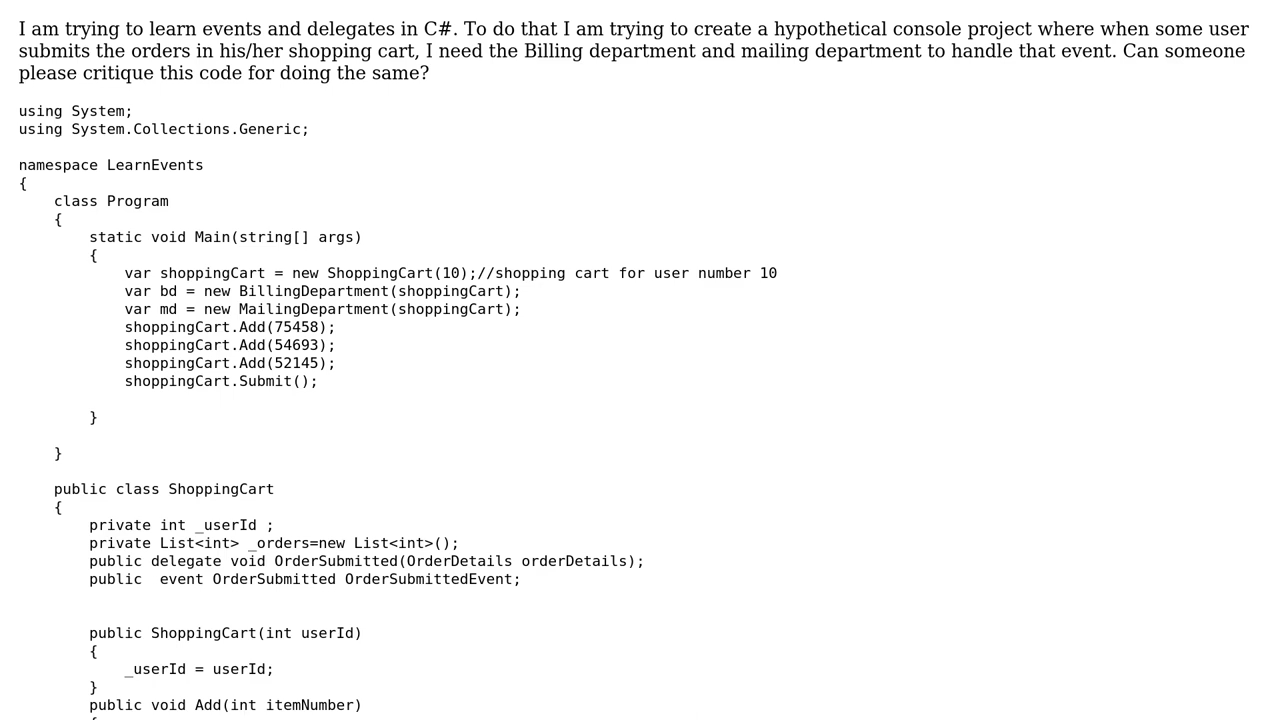 I am trying to learn events and delegates in C#. To do that I am trying to create a hypothetical console project where when some user
submits the orders in his/her shopping cart, I need the Billing department and mailing department to handle that event. Can someone
please critique this code for doing the same?
using System;
using System.Collections.Generic;
namespace LearnEvents
{
    class Program
    {
        static void Main(string[] args)
        {
            var shoppingCart = new ShoppingCart(10);//shopping cart for user number 10
            var bd = new BillingDepartment(shoppingCart);
            var md = new MailingDepartment(shoppingCart);
            shoppingCart.Add(75458);
            shoppingCart.Add(54693);
            shoppingCart.Add(52145);
            shoppingCart.Submit();
        }
    }
    public class ShoppingCart
    {
        private int _userId ;
        private List<int> _orders=new List<int>();
        public delegate void OrderSubmitted(OrderDetails orderDetails);
        public  event OrderSubmitted OrderSubmittedEvent;
        public ShoppingCart(int userId)
        {
            _userId = userId;
        }
        public void Add(int itemNumber)
        {